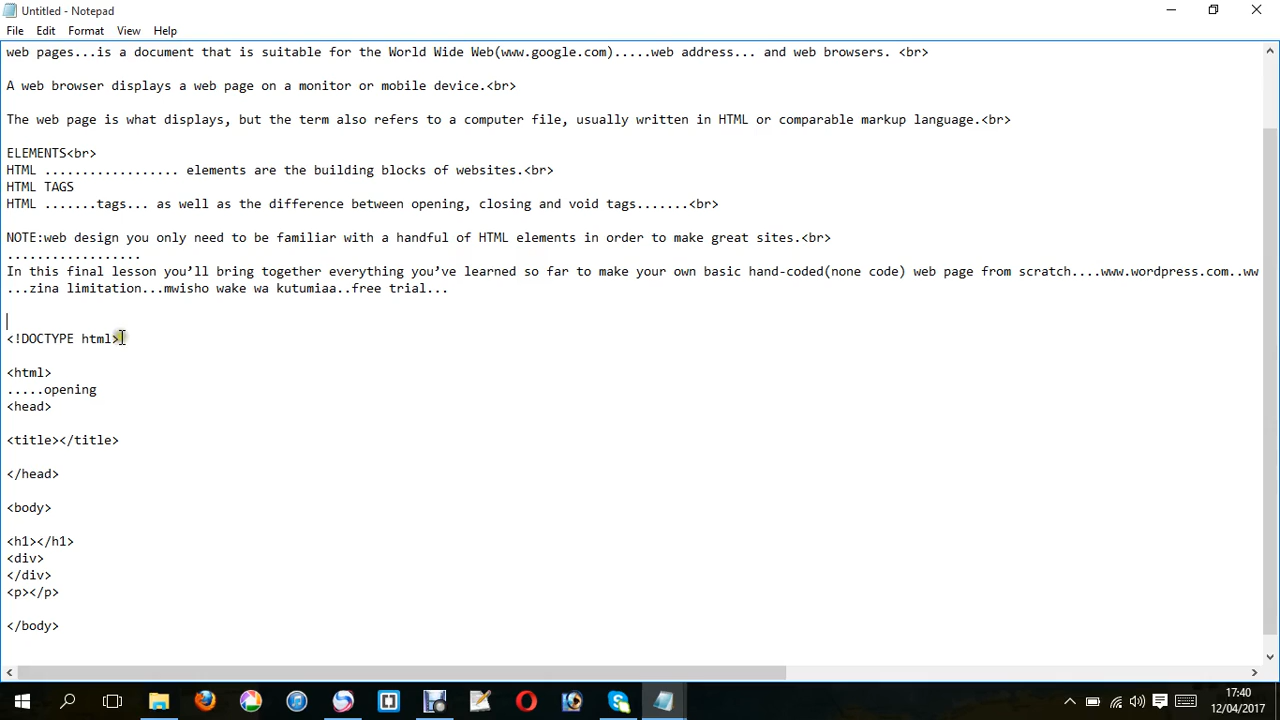 Untitled - Notepad
File Edit Format View Help
web pages...is a document that is suitable for the World Wide Web(www.google.com).....web address... and web browsers. <br>
A web browser displays a web page on a monitor or mobile device.<br>
The web page is what displays, but the term also refers to a computer file, usually written in HTML or comparable markup language.<br>
ELEMENTS<br>
HTML .................. elements are the building blocks of websites.<br>
HTML TAGS
HTML .......tags... as well as the difference between opening, closing and void tags.......<br>
NOTE:web design you only need to be familiar with a handful of HTML elements in order to make great sites.<br>
..................
In this final lesson you’ll bring together everything you’ve learned so far to make your own basic hand-coded(none code) web page from scratch....www.wordpress.com..ww
...zina limitation...mwisho wake wa kutumiaa..free trial...
<!DOCTYPE html>
<html>
.....opening
<head>
<title></title>
</head>
<body>
<h1></h1>
<div>
</div>
<p></p>
</body>
17:40
12/04/2017